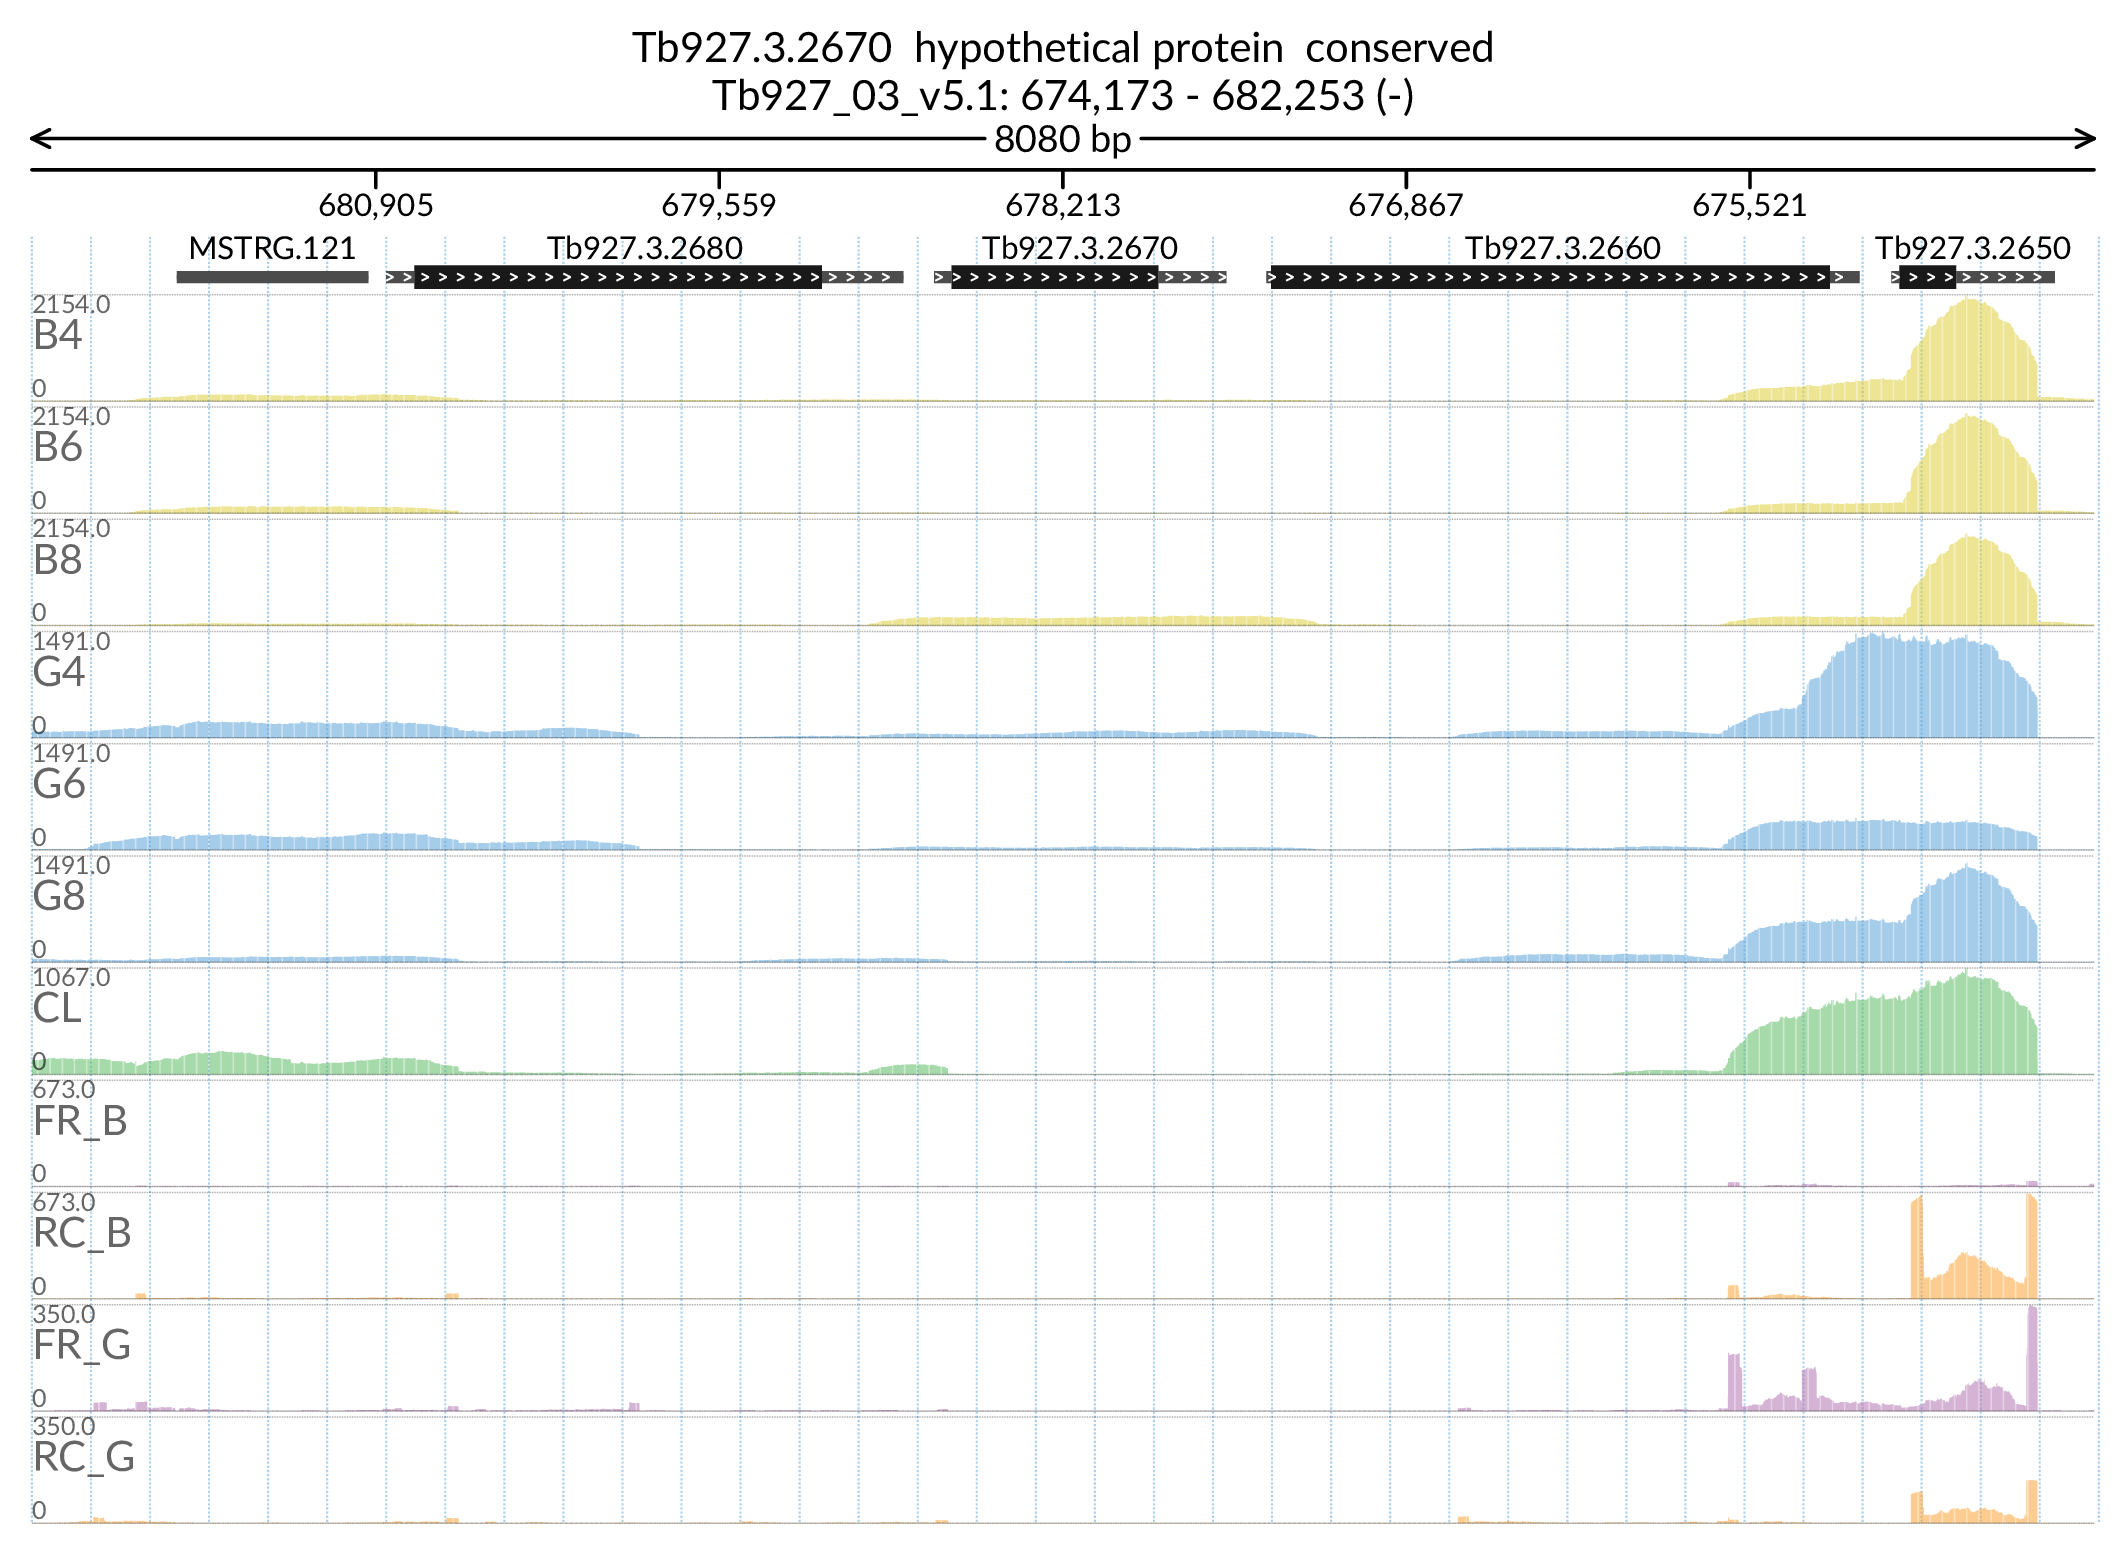 Tb927.3.2670  hypothetical protein  conserved
Tb927_03_v5.1: 674,173 - 682,253 (-)
8080 bp
680,905 679,559 678,213 676,867 675,521
MSTRG.121 Tb927.3.2680 Tb927.3.2670 Tb927.3.2660 Tb927.3.2650
2154.0
B4
0
2154.0
B6
0
2154.0
B8
0
1491.0
G4
0
1491.0
G6
0
1491.0
G8
0
1067.0
CL
0
673.0
FR_B
0
673.0
RC_B
0
350.0
FR_G
0
350.0
RC_G
0